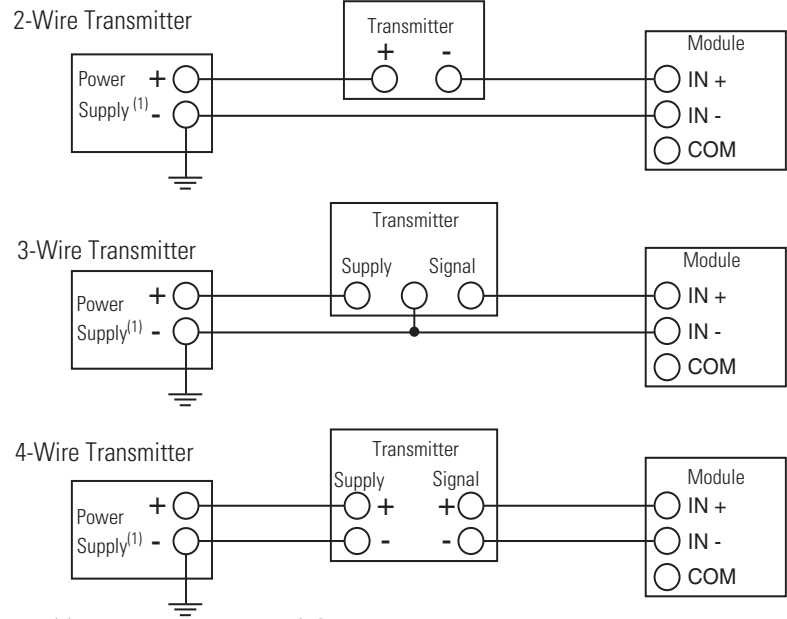 2-Wire Transmitter
Transmitter
+ -
Module
Power
Supply (1)
+
-
IN +
IN -
COM
3-Wire Transmitter
Transmitter
Supply Signal
Module
Power
Supply(1)
+
-
IN +
IN -
COM
4-Wire Transmitter
Transmitter
Supply Signal
Module
Power
Supply(1)
+
-
+ +
- -
IN +
IN -
COM